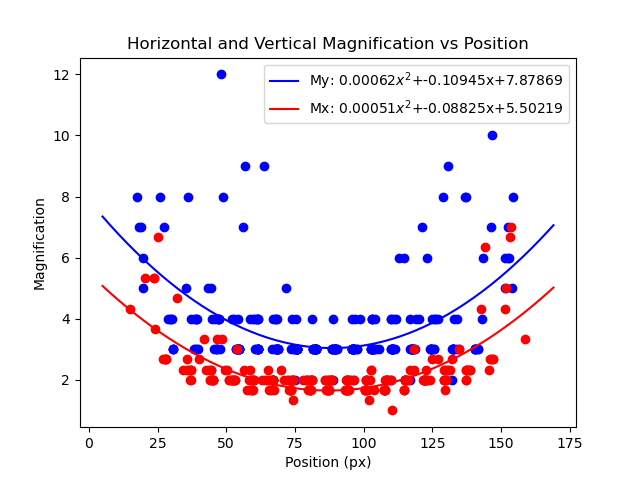 Horizontal and Vertical Magnification vs Position
My: 0.00062x²+-0.10945x+7.87869
Mx: 0.00051x²+-0.08825x+5.50219
12
10
8
6
4
2
Magnification
0
25
50
75
100
125
150
175
Position (px)